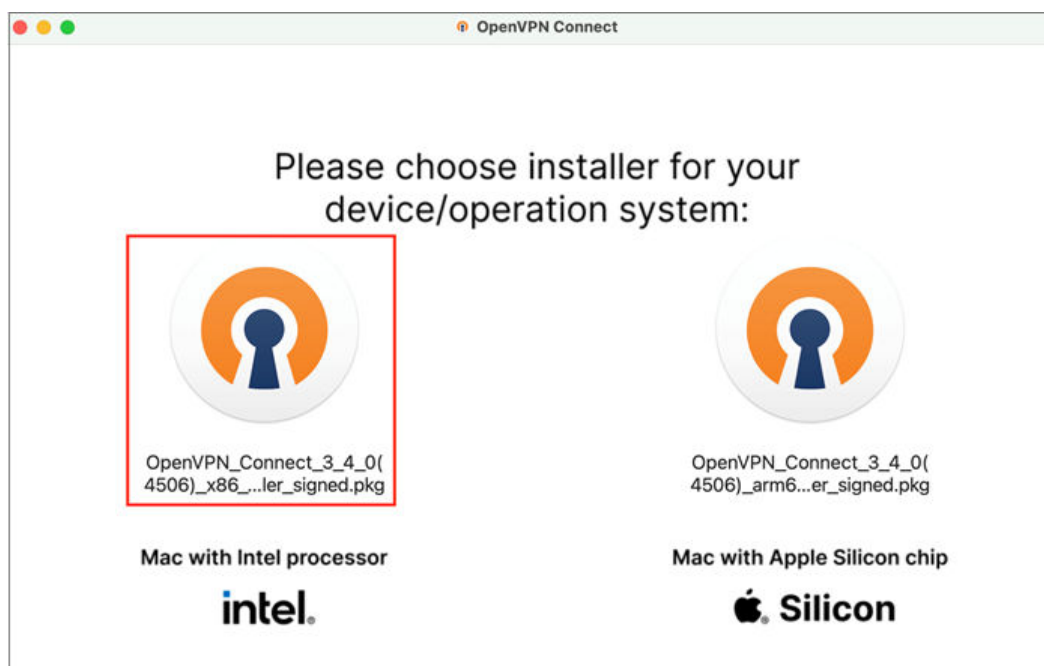 OpenVPN Connect
Please choose installer for your
device/operation system:
OpenVPN_Connect_3_4_0(
4506)_x86_...ler_signed.pkg
OpenVPN_Connect_3_4_0(
4506)_arm6...er_signed.pkg
Mac with Intel processor
Mac with Apple Silicon chip
intel.
Silicon